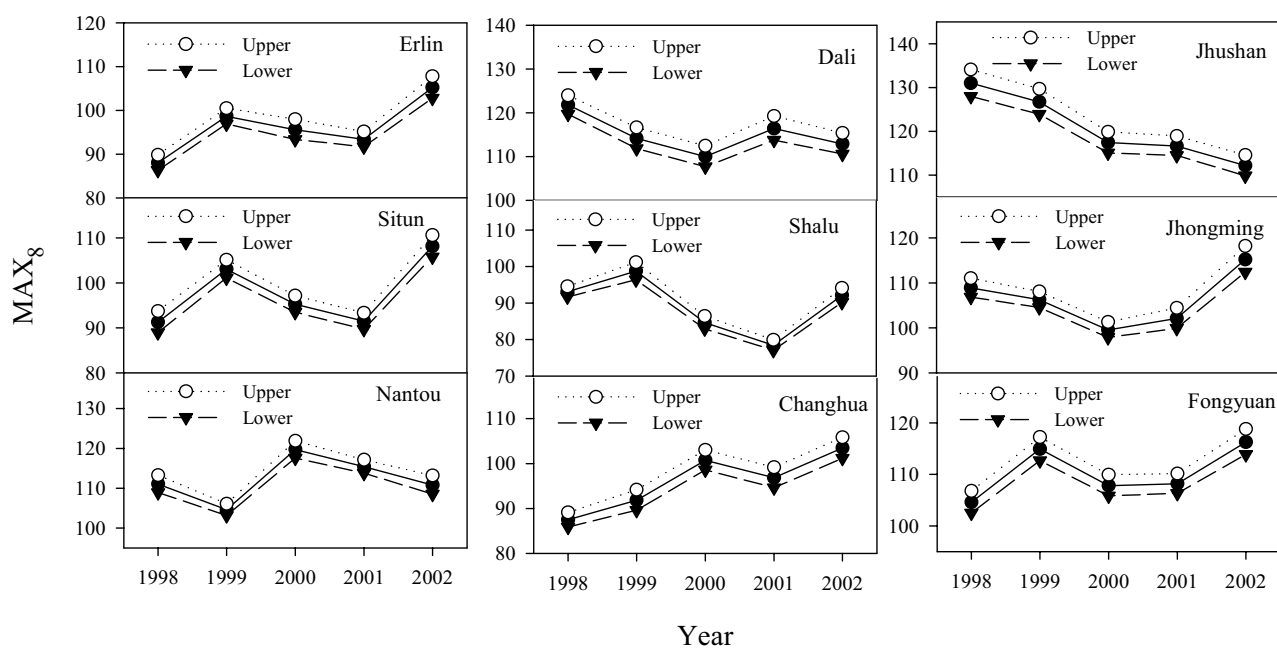 MAX8
120
110
100
90
80
Upper
Lower
Erlin
140
130
120
110
100
Upper
Lower
Dali
140
130
120
110
Upper
Lower
Jhushan
110
100
90
80
Upper
Lower
Situn
100
90
80
70
Upper
Lower
Shalu
120
110
100
90
Upper
Lower
Jhongming
130
120
110
100
Upper
Lower
Nantou
1998 1999 2000 2001 2002
110
100
90
80
Upper
Lower
Changhua
1998 1999 2000 2001 2002
120
110
100
Upper
Lower
Fongyuan
1998 1999 2000 2001 2002
Year